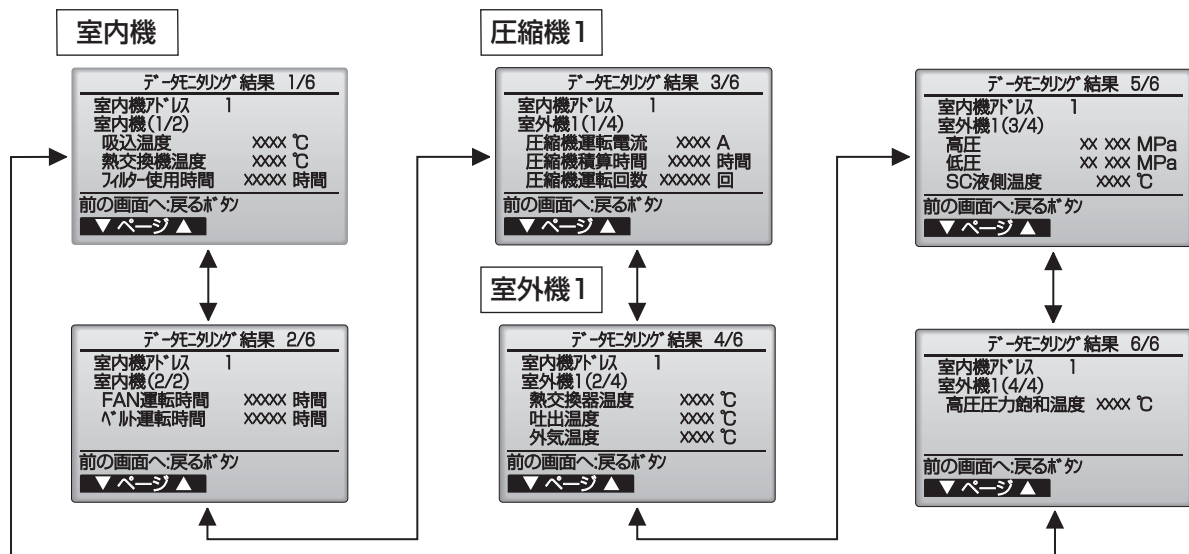 室内機
データモニタリング結果 1/6
室内機アドレス 1
室内機(1/2)
吸込温度 xxxx ℃
熱交換機温度 xxxx ℃
フィルター使用時間 xxxxx 時間
前の画面へ:戻るボタン
▼ ページ ▲
データモニタリング結果 2/6
室内機アドレス 1
室内機(2/2)
FAN運転時間 xxxxx 時間
ベルト運転時間 xxxxx 時間
前の画面へ:戻るボタン
▼ ページ ▲
圧縮機1
データモニタリング結果 3/6
室内機アドレス 1
室外機1(1/4)
圧縮機運転電流 xxxx A
圧縮機積算時間 xxxxx 時間
圧縮機運転回数 xxxxxx 回
前の画面へ:戻るボタン
▼ ページ ▲
室外機1
データモニタリング結果 4/6
室内機アドレス 1
室外機1(2/4)
熱交換器温度 xxxx ℃
吐出温度 xxxx ℃
外気温度 xxxx ℃
前の画面へ:戻るボタン
▼ ページ ▲
データモニタリング結果 5/6
室内機アドレス 1
室外機1(3/4)
高圧 xx xxx MPa
低圧 xx xxx MPa
SC液側温度 xxxx ℃
前の画面へ:戻るボタン
▼ ページ ▲
データモニタリング結果 6/6
室内機アドレス 1
室外機1(4/4)
高圧圧力飽和温度 xxxx ℃
前の画面へ:戻るボタン
▼ ページ ▲